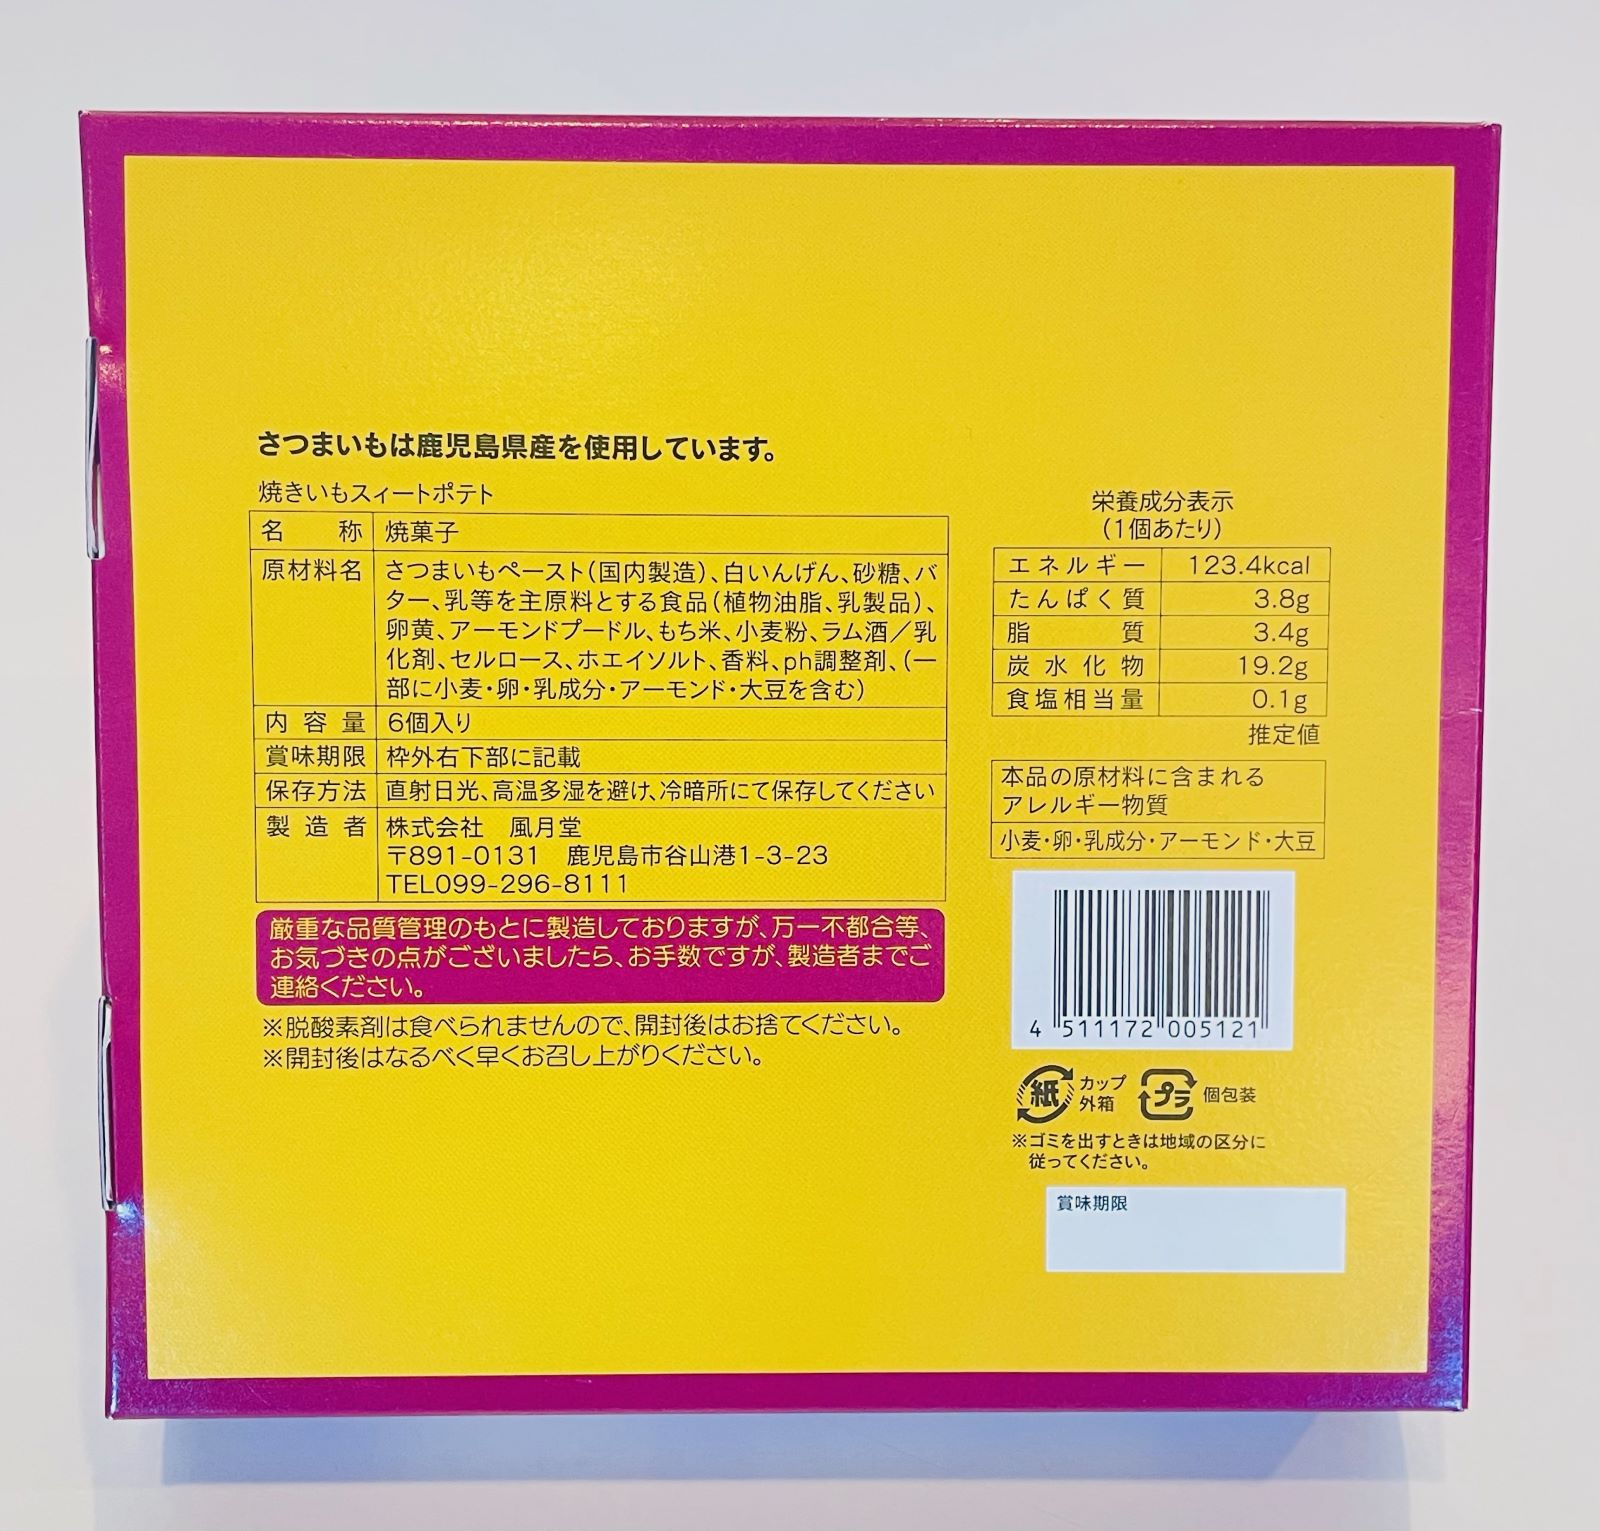 さつまいもは鹿児島県産を使用しています。
焼きいもスィートポテト
名称 焼菓子
原材料名 さつまいもペースト(国内製造)、白いんげん、砂糖、バ
ター、乳等を主原料とする食品(植物油脂、乳製品)、
卵黄、アーモンドプードル、もち米、小麦粉、ラム酒／乳
化剤、セルロース、ホエイソルト、香料、ph調整剤、(一
部に小麦・卵・乳成分・アーモンド・大豆を含む)
内容量 6個入り
賞味期限 枠外右下部に記載
保存方法 直射日光、高温多湿を避け、冷暗所にて保存してください
製造者 株式会社 風月堂
〒891-0131 鹿児島市谷山港1-3-23
TEL099-296-8111
厳重な品質管理のもとに製造しておりますが、万一不都合等、
お気づきの点がございましたら、お手数ですが、製造者までご
連絡ください。
※脱酸素剤は食べられませんので、開封後はお捨てください。
※開封後はなるべく早くお召し上がりください。
栄養成分表示
(1個あたり)
エネルギー 123.4kcal
たんぱく質 3.8g
脂質 3.4g
炭水化物 19.2g
食塩相当量 0.1g
推定値
本品の原材料に含まれる
アレルギー物質
小麦・卵・乳成分・アーモンド・大豆
4 511172 005121
紙 カップ 外箱 プラ 個包装
※ゴミを出すときは地域の区分に
従ってください。
賞味期限